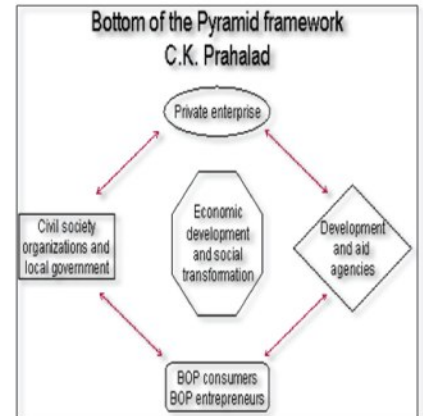 Bottom of the Pyramid framework
C.K. Prahalad
Private enterprise
Civil society
organizations and
local government
Economic
development
and social
transformation
Development
and aid
agencies
BOP consumers
BOP entrepreneurs